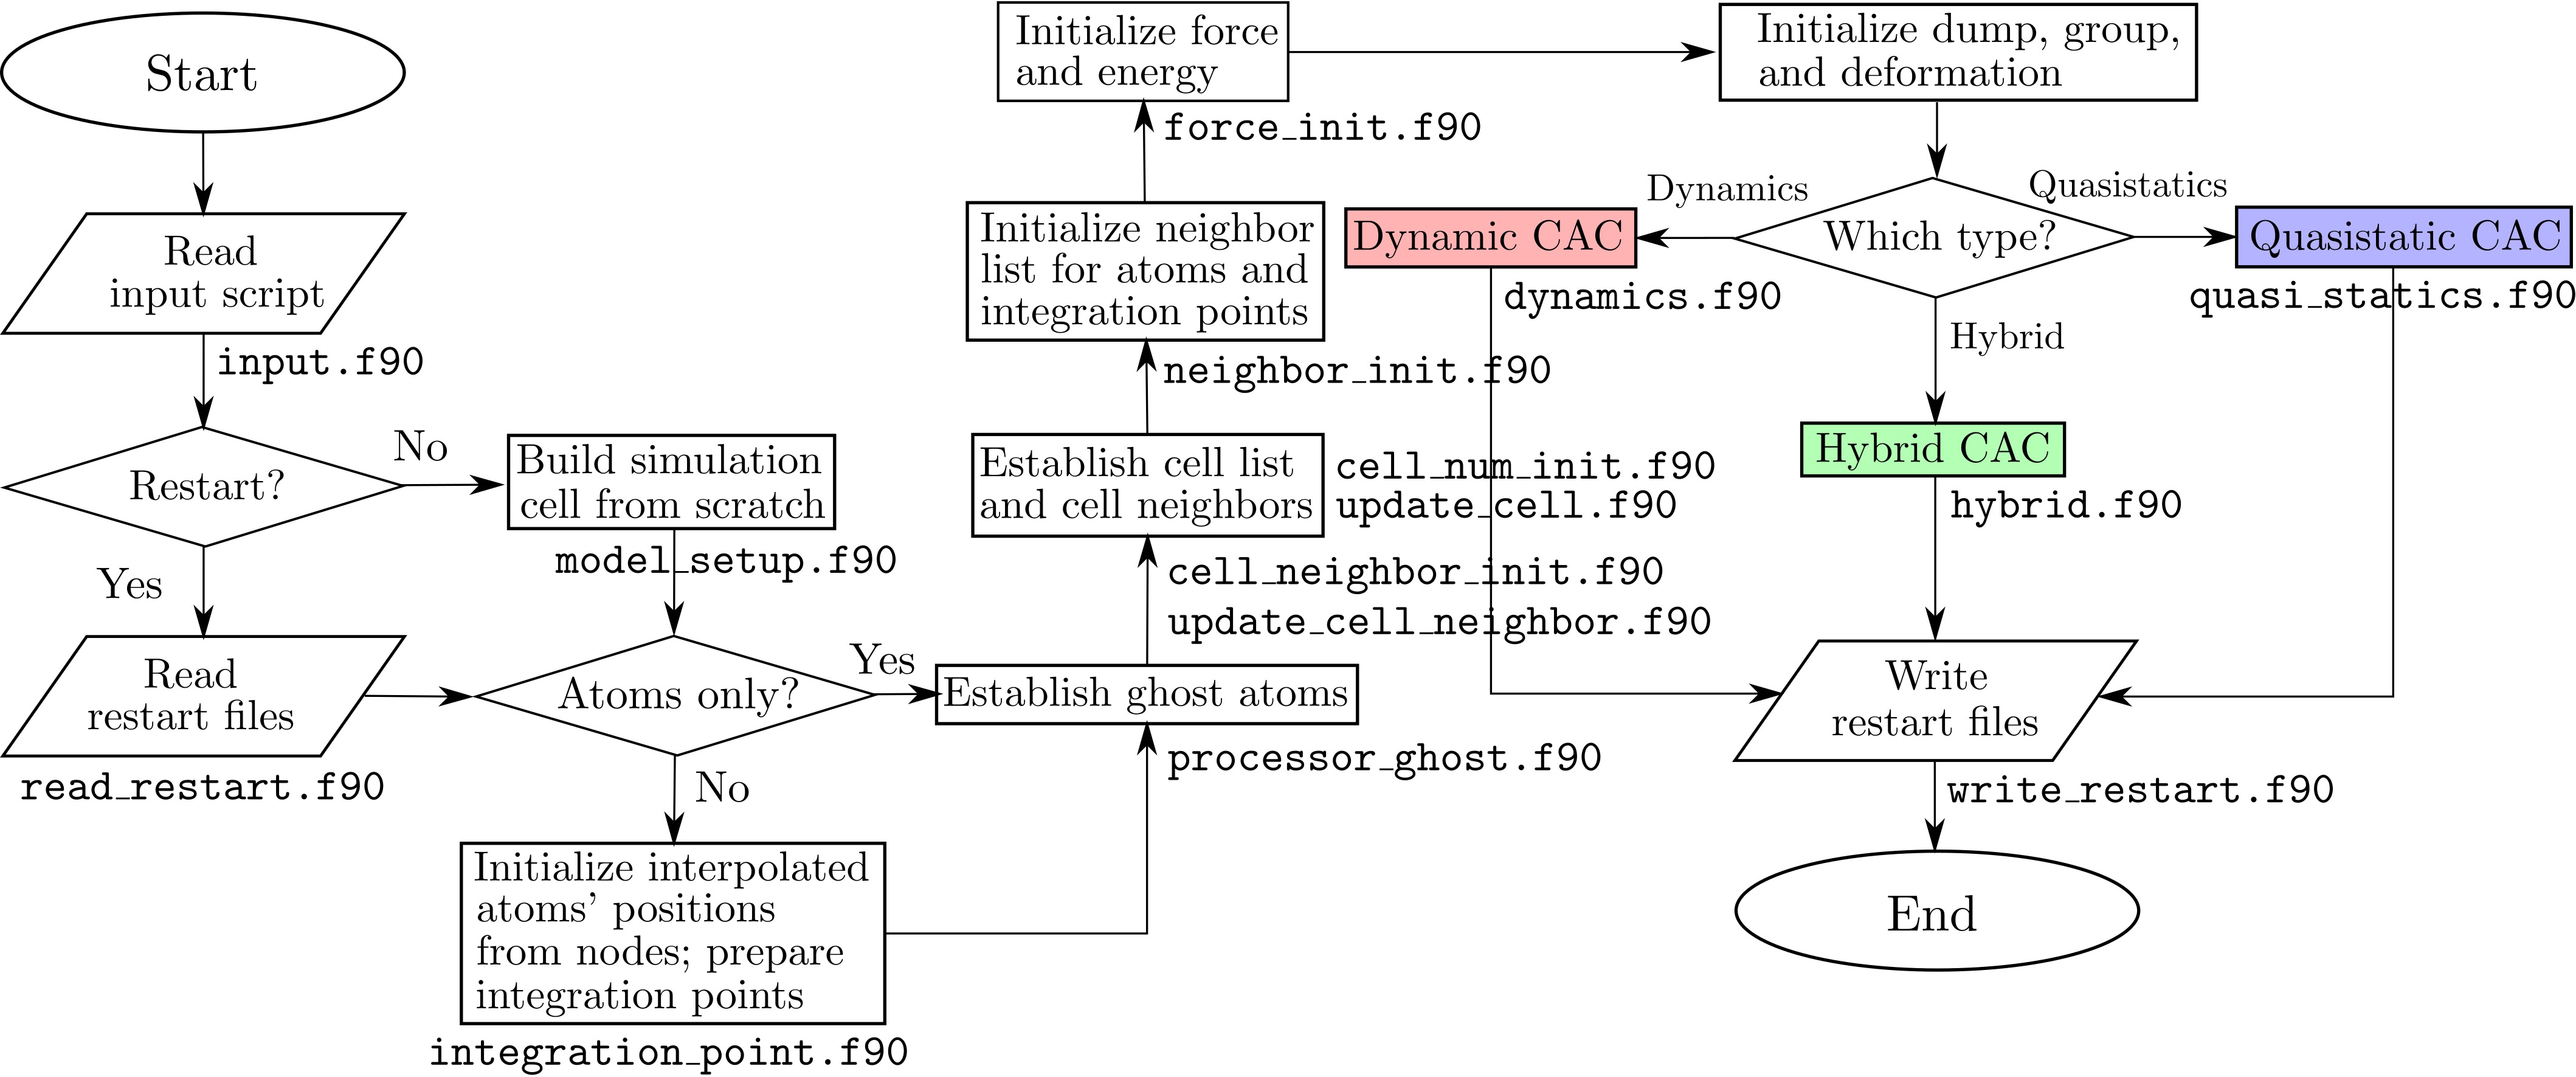 Start
Read
input script
input.f90
Restart?
No
Yes
Build simulation
cell from scratch
model_setup.f90
Read
restart files
read_restart.f90
Atoms only?
Yes
No
Initialize interpolated
atoms' positions
from nodes; prepare
integration points
integration_point.f90
Establish ghost atoms
processor_ghost.f90
Establish cell list
and cell neighbors
cell_num_init.f90
update_cell.f90
cell_neighbor_init.f90
update_cell_neighbor.f90
Initialize neighbor
list for atoms and
integration points
neighbor_init.f90
Initialize force
and energy
force_init.f90
Initialize dump, group,
and deformation
Which type?
Dynamics
Quasistatics
Hybrid
Dynamic CAC
dynamics.f90
Quasistatic CAC
quasi_statics.f90
Hybrid CAC
hybrid.f90
Write
restart files
write_restart.f90
End